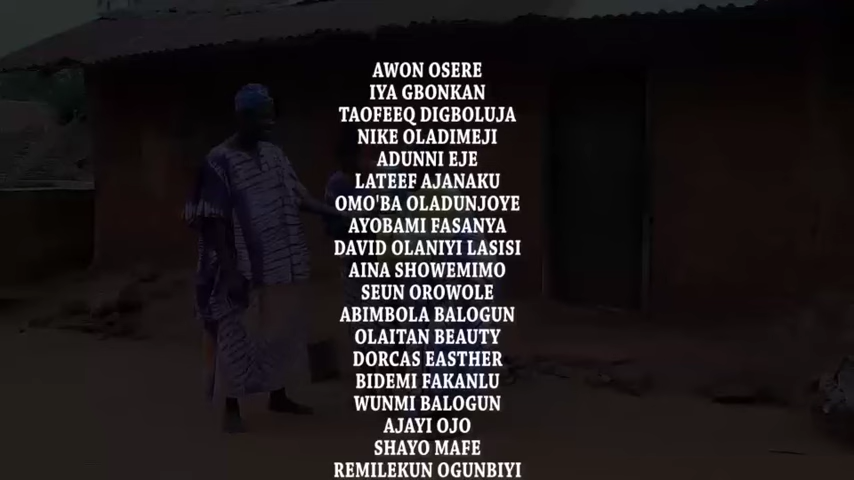 AWON OSERE
IYA GBONKAN
TAOFEEQ DIGBOLUJA
NIKE OLADIMEJI
ADUNNI EJE
LATEEF AJANAKU
OMO'BA OLADUNJOYE
AYOBAMI FASANYA
DAVID OLANIYI LASISI
AINA SHOWEMIMO
SEUN OROWOLE
ABIMBOLA BALOGUN
OLAITAN BEAUTY
DORCAS EASTHER
BIDEMI FAKANLU
WUNMI BALOGUN
AJAYI OJO
SHAYO MAFE
REMILEKUN OGUNBIYI